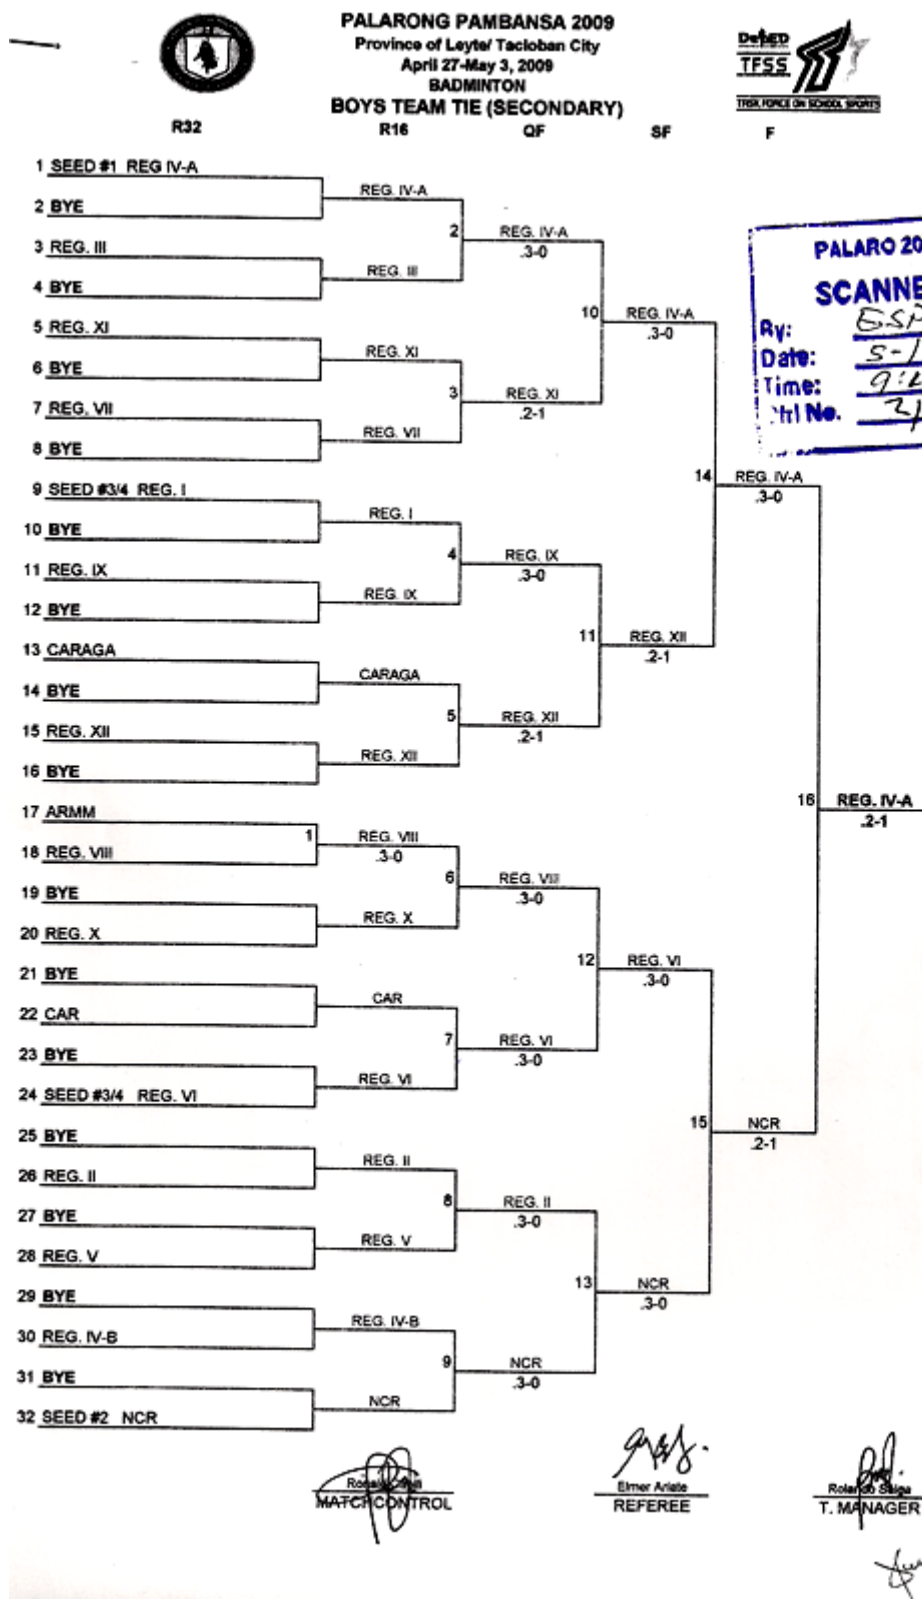 PALARONG PAMBANSA 2009
Province of Leyte/ Tacloban City
April 27-May 3, 2009
BADMINTON
BOYS TEAM TIE (SECONDARY)
DepED
TFSS
TASK FORCE ON SCHOOL SPORTS
R32 R16 QF SF F
1 SEED #1 REG IV-A
REG. IV-A
2 BYE
2 REG. IV-A
.3-0
3 REG. III
REG. III
4 BYE
10 REG. IV-A
.3-0
5 REG. XI
REG. XI
6 BYE
3 REG. XI
.2-1
7 REG. VII
REG. VII
8 BYE
PALARO 20
SCANNE
By:
Date: 5-1
Time:
No.
14 REG. IV-A
.3-0
9 SEED #3/4 REG. I
REG. I
10 BYE
4 REG. IX
.3-0
11 REG. IX
REG. IX
12 BYE
11 REG. XII
.2-1
13 CARAGA
CARAGA
14 BYE
5 REG. XII
.2-1
15 REG. XII
REG. XII
16 BYE
16 REG. IV-A
.2-1
17 ARMM
1 REG. VIII
.3-0
18 REG. VIII
6 REG. VIII
.3-0
19 BYE
REG. X
20 REG. X
12 REG. VI
.3-0
21 BYE
CAR
22 CAR
7 REG. VI
.3-0
23 BYE
REG. VI
24 SEED #3/4 REG. VI
15 NCR
.2-1
25 BYE
REG. II
26 REG. II
8 REG. II
.3-0
27 BYE
REG. V
28 REG. V
13 NCR
.3-0
29 BYE
REG. IV-B
30 REG. IV-B
9 NCR
.3-0
31 BYE
NCR
32 SEED #2 NCR
MATCH CONTROL
Elmer Ariate
REFEREE
Rolando
T. MANAGER